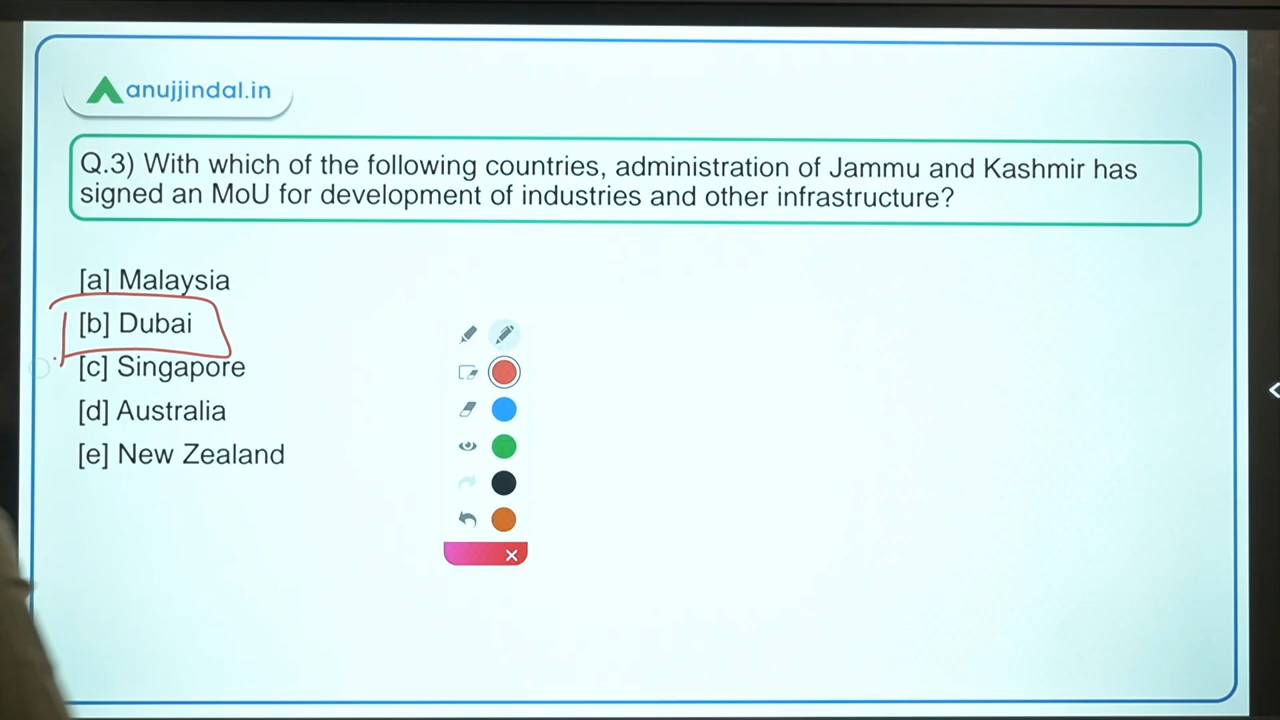 anujjindal.in
Q.3) With which of the following countries, administration of Jammu and Kashmir has
signed an MoU for development of industries and other infrastructure?
[a] Malaysia
[b] Dubai
[c] Singapore
[d] Australia
[e] New Zealand